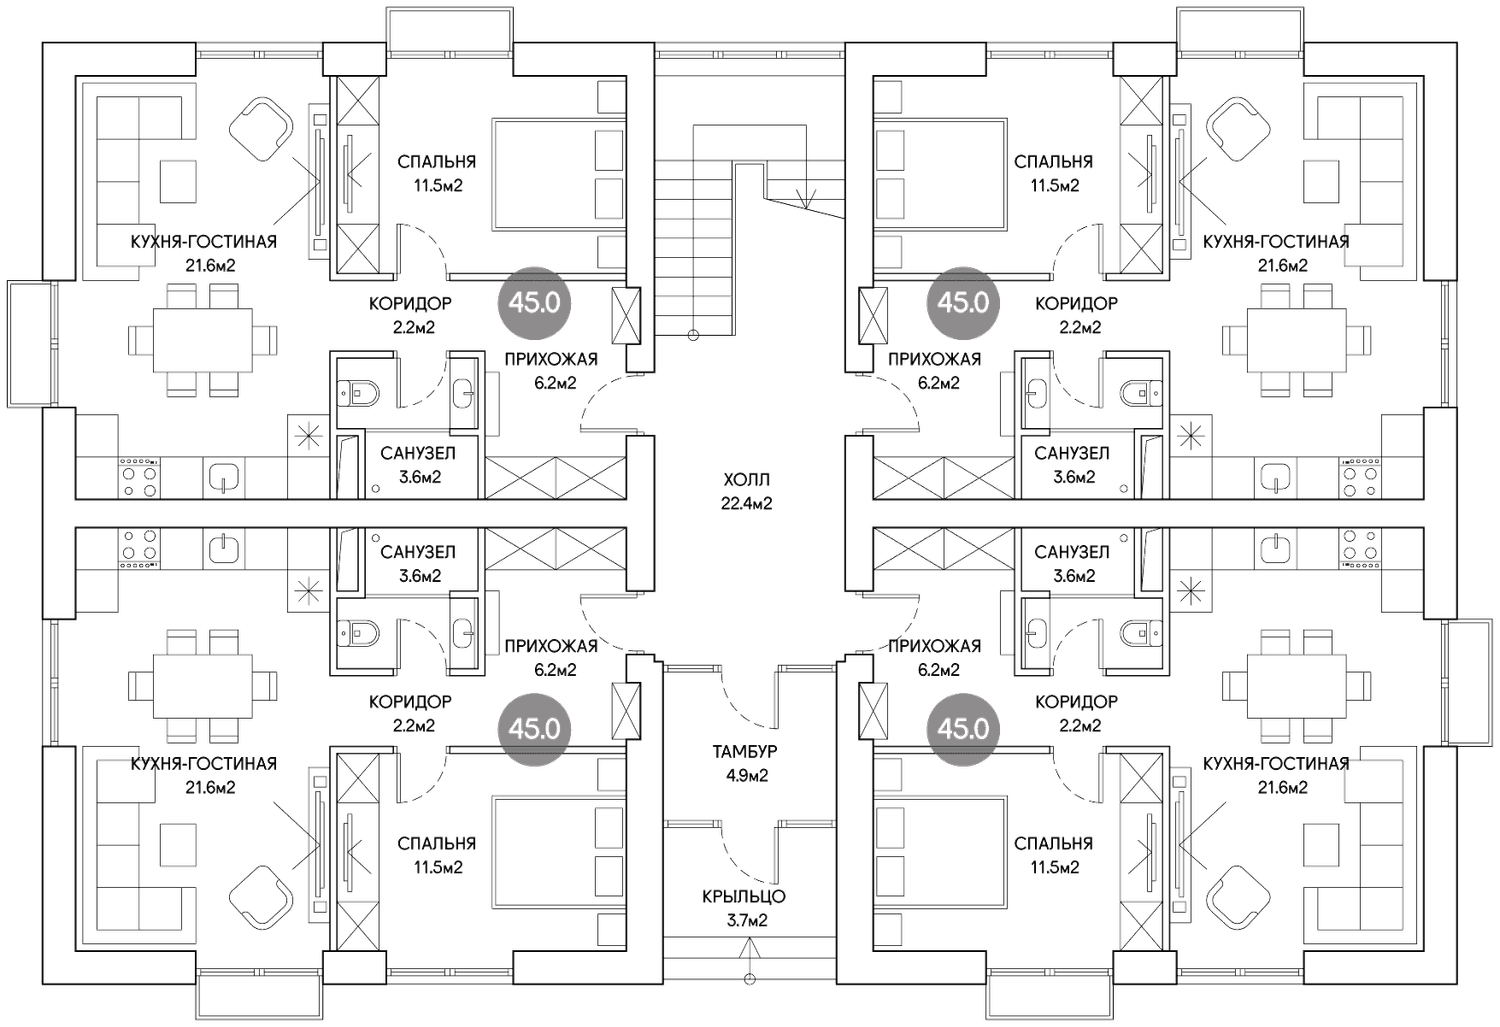 СПАЛЬНЯ
11.5м2
СПАЛЬНЯ
11.5м2
КУХНЯ-ГОСТИНАЯ
21.6м2
КУХНЯ-ГОСТИНАЯ
21.6м2
КОРИДОР
2.2м2
45.0
45.0
КОРИДОР
2.2м2
ПРИХОЖАЯ
6.2м2
ПРИХОЖАЯ
6.2м2
САНУЗЕЛ
3.6м2
САНУЗЕЛ
3.6м2
ХОЛЛ
22.4м2
САНУЗЕЛ
3.6м2
САНУЗЕЛ
3.6м2
ПРИХОЖАЯ
6.2м2
ПРИХОЖАЯ
6.2м2
КОРИДОР
2.2м2
45.0
45.0
КОРИДОР
2.2м2
ТАМБУР
4.9м2
КУХНЯ-ГОСТИНАЯ
21.6м2
КУХНЯ-ГОСТИНАЯ
21.6м2
СПАЛЬНЯ
11.5м2
СПАЛЬНЯ
11.5м2
КРЫЛЬЦО
3.7м2